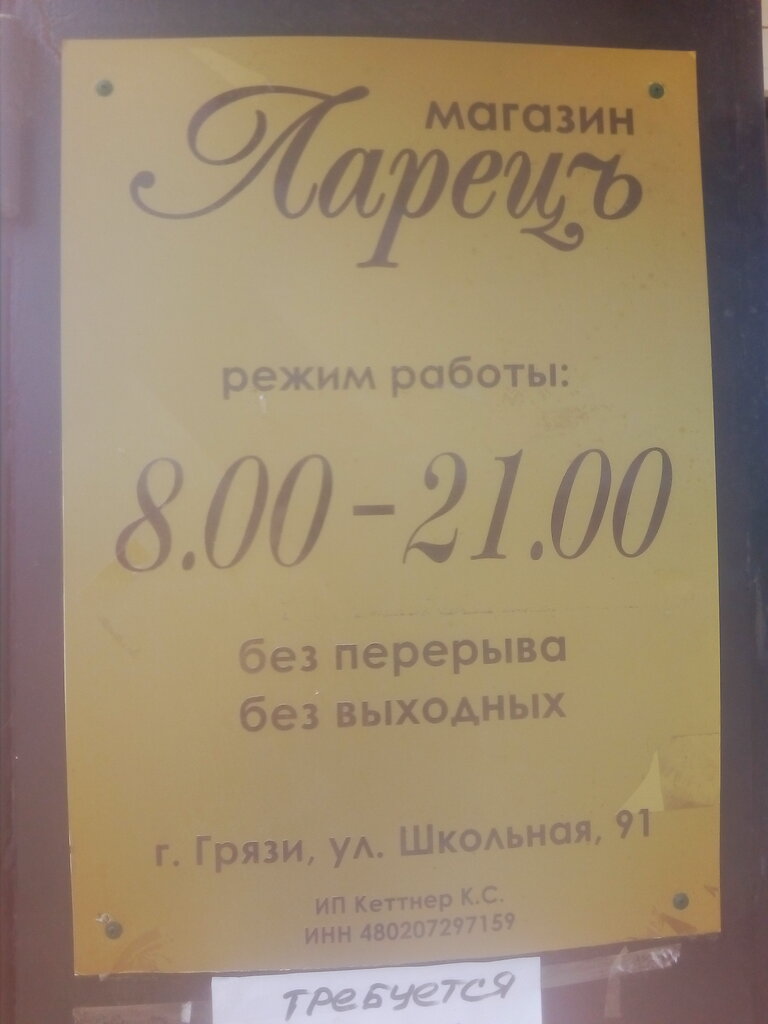 магазин
Ларецъ
режим работы:
8.00-21.00
без перерыва
без выходных
г. Грязи, ул. Школьная, 91
ИП Кеттнер К.С.
ИНН 480207297159
ТРЕБУЕТСЯ